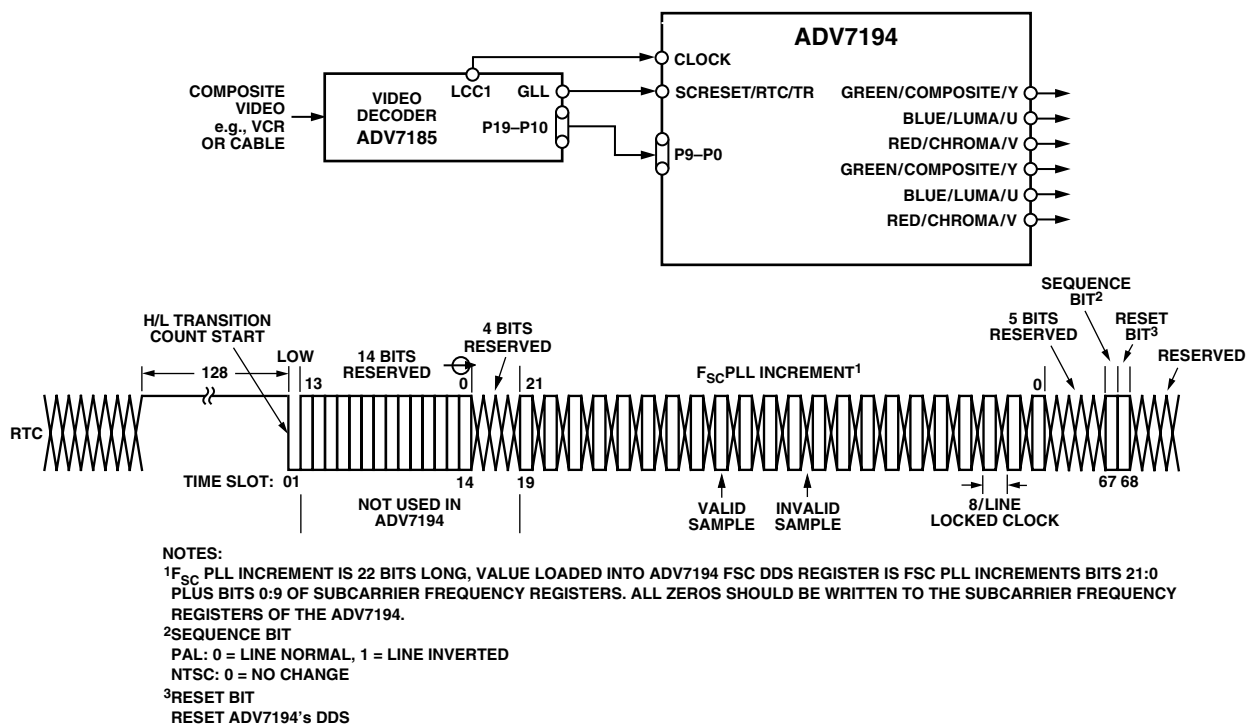 ADV7194
CLOCK
SCRESET/RTC/TR
P9–P0
GREEN/COMPOSITE/Y
BLUE/LUMA/U
RED/CHROMA/V
GREEN/COMPOSITE/Y
BLUE/LUMA/U
RED/CHROMA/V
COMPOSITE
VIDEO
e.g., VCR
OR CABLE
LCC1
GLL
VIDEO
DECODER
ADV7185
P19–P10
H/L TRANSITION
COUNT START
128
LOW
13
14 BITS
RESERVED
0
4 BITS
RESERVED
21
FSC PLL INCREMENT1
0
5 BITS
RESERVED
SEQUENCE
BIT2
RESET
BIT3
RESERVED
RTC
TIME SLOT: 01
14
19
67 68
NOT USED IN
ADV7194
VALID
SAMPLE
INVALID
SAMPLE
8/LINE
LOCKED CLOCK
NOTES:
1FSC PLL INCREMENT IS 22 BITS LONG, VALUE LOADED INTO ADV7194 FSC DDS REGISTER IS FSC PLL INCREMENTS BITS 21:0
PLUS BITS 0:9 OF SUBCARRIER FREQUENCY REGISTERS. ALL ZEROS SHOULD BE WRITTEN TO THE SUBCARRIER FREQUENCY
REGISTERS OF THE ADV7194.
2SEQUENCE BIT
PAL: 0 = LINE NORMAL, 1 = LINE INVERTED
NTSC: 0 = NO CHANGE
3RESET BIT
RESET ADV7194's DDS